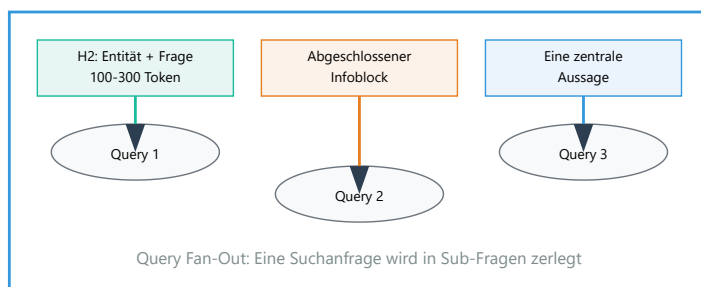 H2: Entität + Frage
100-300 Token
Abgeschlossener
Infoblock
Eine zentrale
Aussage
Query 1
Query 2
Query 3
Query Fan-Out: Eine Suchanfrage wird in Sub-Fragen zerlegt